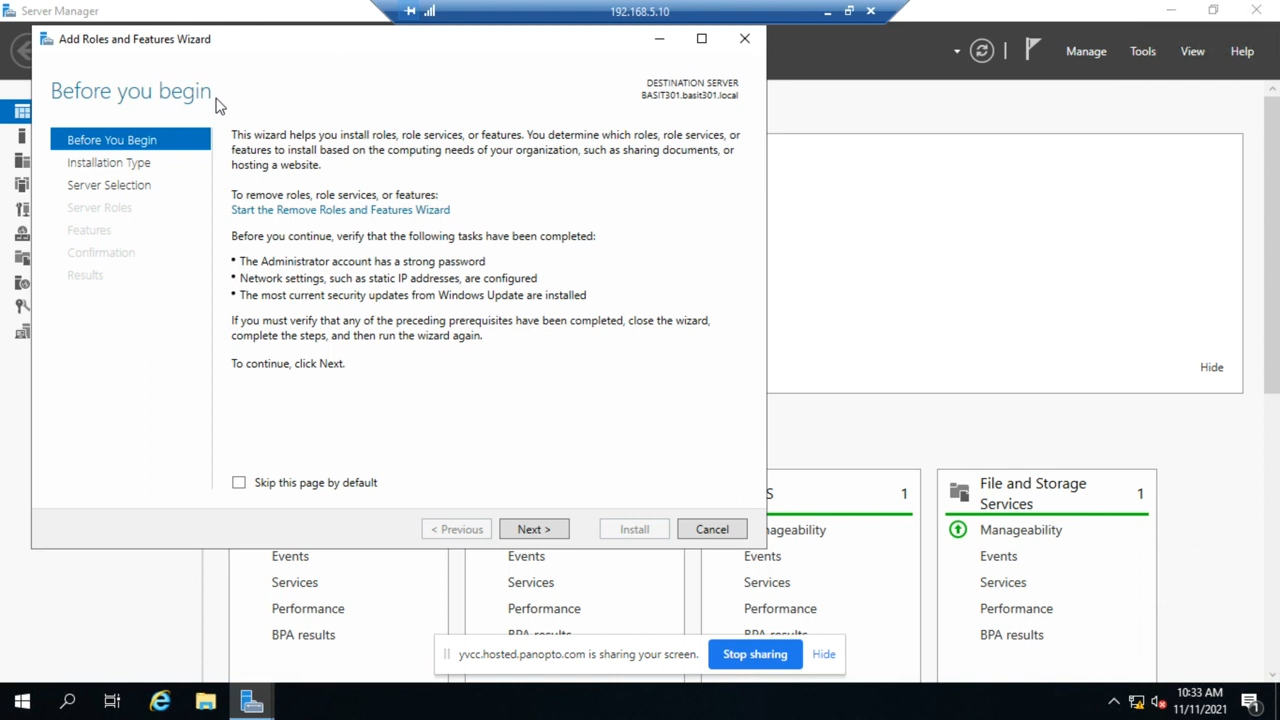 Server Manager
192.168.5.10
Add Roles and Features Wizard
Manage Tools View Help
Before you begin
DESTINATION SERVER
BASIT301.basit301.local
Before You Begin
Installation Type
Server Selection
Server Roles
Features
Confirmation
Results
This wizard helps you install roles, role services, or features. You determine which roles, role services, or
features to install based on the computing needs of your organization, such as sharing documents, or
hosting a website.
To remove roles, role services, or features:
Start the Remove Roles and Features Wizard
Before you continue, verify that the following tasks have been completed:
• The Administrator account has a strong password
• Network settings, such as static IP addresses, are configured
• The most current security updates from Windows Update are installed
If you must verify that any of the preceding prerequisites have been completed, close the wizard,
complete the steps, and then run the wizard again.
To continue, click Next.
Hide
Skip this page by default
< Previous Next > Install Cancel
S 1
nageability
Events
Services
Performance
BPA results
File and Storage
Services 1
Manageability
Events
Services
Performance
BPA results
Events
Services
Performance
BPA results
Events
Services
Performance
BPA results
yvcc.hosted.panopto.com is sharing your screen. Stop sharing Hide
10:33 AM
11/11/2021
1